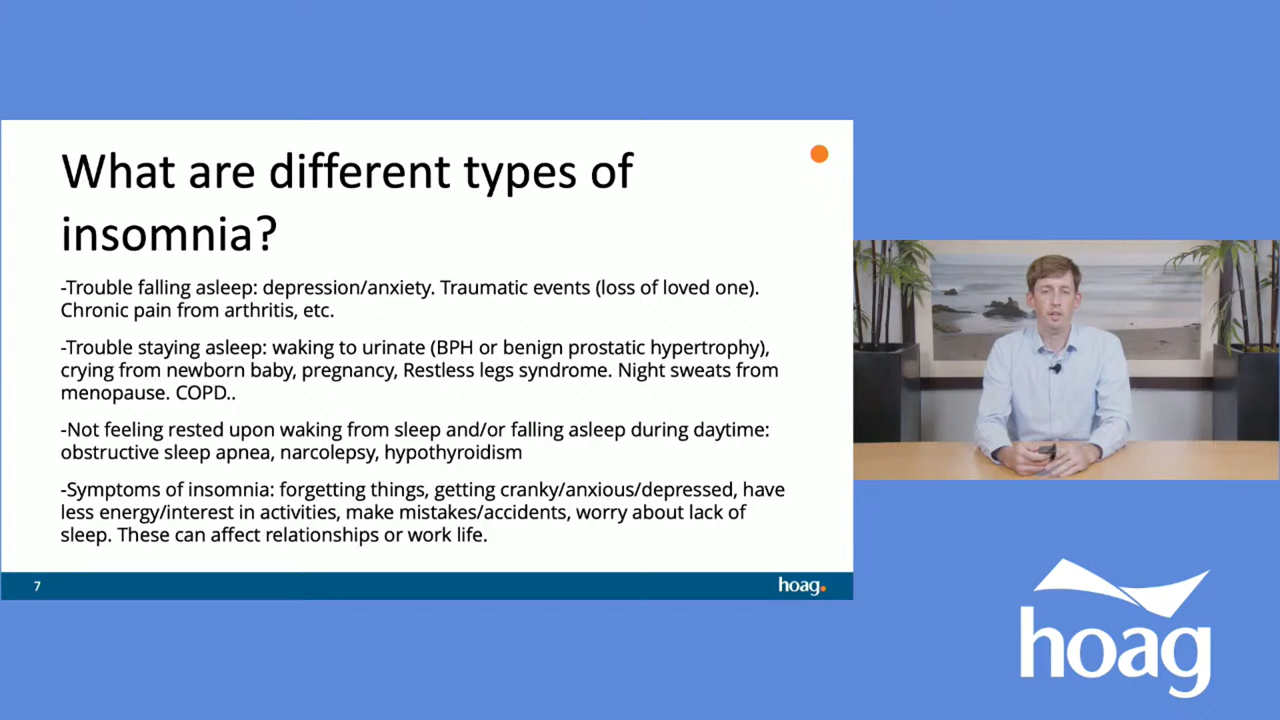 What are different types of
insomnia?
-Trouble falling asleep: depression/anxiety. Traumatic events (loss of loved one).
Chronic pain from arthritis, etc.
-Trouble staying asleep: waking to urinate (BPH or benign prostatic hypertrophy),
crying from newborn baby, pregnancy, Restless legs syndrome. Night sweats from
menopause. COPD..
-Not feeling rested upon waking from sleep and/or falling asleep during daytime:
obstructive sleep apnea, narcolepsy, hypothyroidism
-Symptoms of insomnia: forgetting things, getting cranky/anxious/depressed, have
less energy/interest in activities, make mistakes/accidents, worry about lack of
sleep. These can affect relationships or work life.
7
hoag.
hoag